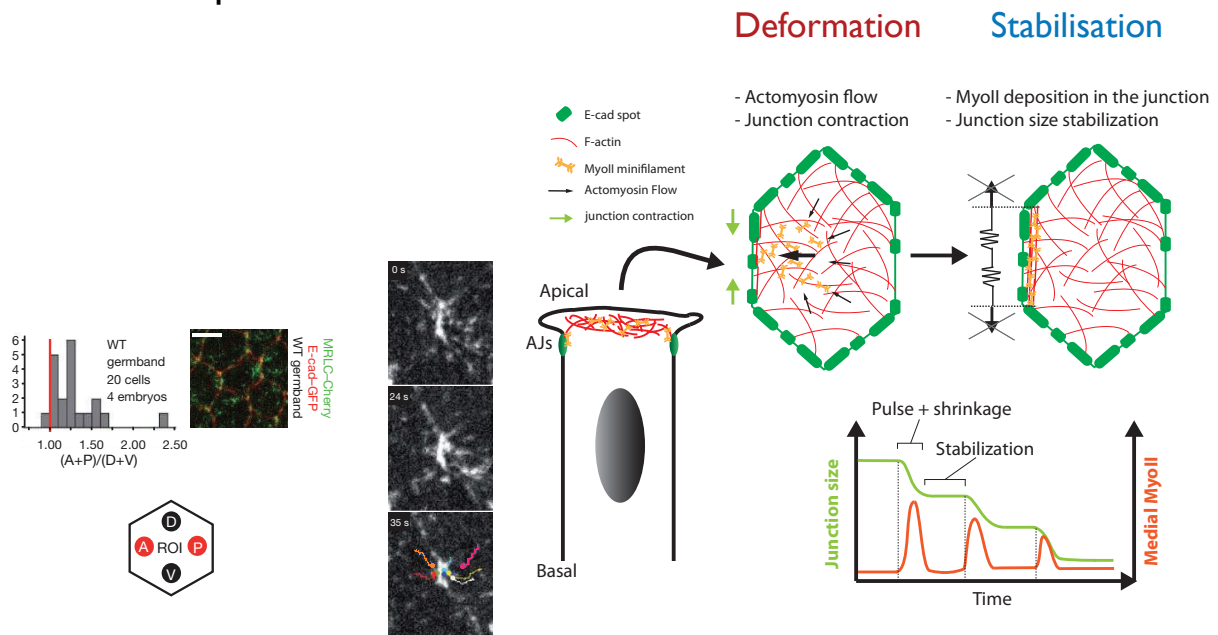 Deformation
Stabilisation
- Actomyosin flow
- Junction contraction
- MyoII deposition in the junction
- Junction size stabilization
E-cad spot
F-actin
MyoII minifilament
Actomyosin Flow
junction contraction
0 s
24 s
35 s
Apical
AJs
Basal
6
5
4
3
2
1
0
WT
germband
20 cells
4 embryos
1.00 1.50 2.00 2.50
(A+P)/(D+V)
MRLC–Cherry
E-cad–GFP
WT germband
D
A ROI P
V
Pulse + shrinkage
Stabilization
Junction size
Medial MyoII
Time